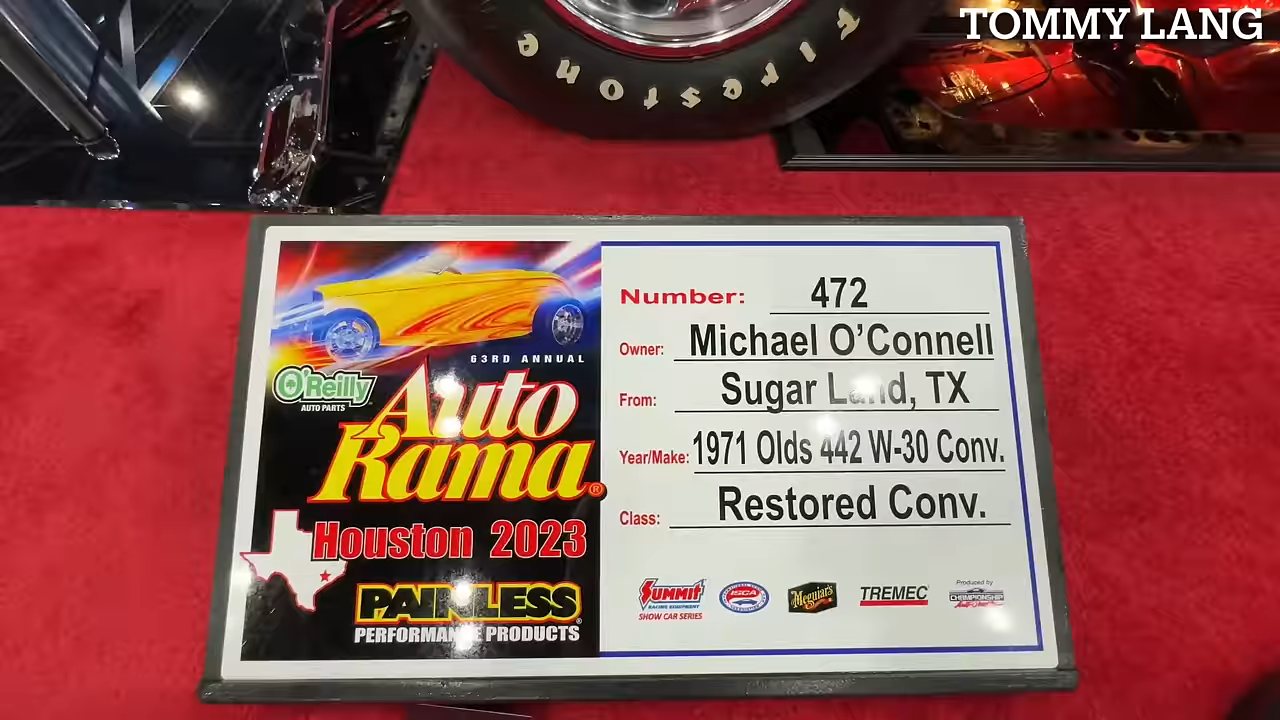 TOMMY LANG
Firestone
63RD ANNUAL
O'Reilly
AUTO PARTS
Auto
Rama®
Houston 2023
PAINLESS®
PERFORMANCE PRODUCTS
Number: 472
Owner: Michael O'Connell
From: Sugar Land, TX
Year/Make: 1971 Olds 442 W-30 Conv.
Class: Restored Conv.
Summit
RACING EQUIPMENT
SHOW CAR SERIES
ISCA
Meguiar's
TREMEC
Produced by
CHAMPIONSHIP